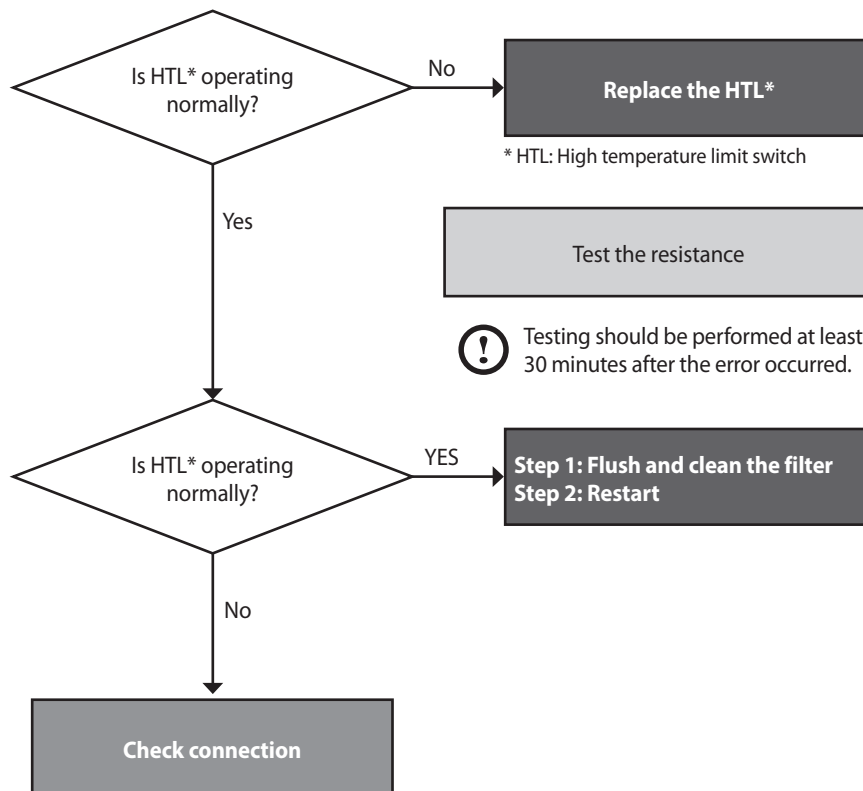 Is HTL* operating
normally?
No
Replace the HTL*
* HTL: High temperature limit switch
Yes
Test the resistance
Testing should be performed at least
30 minutes after the error occurred.
Is HTL* operating
normally?
YES
Step 1: Flush and clean the filter
Step 2: Restart
No
Check connection